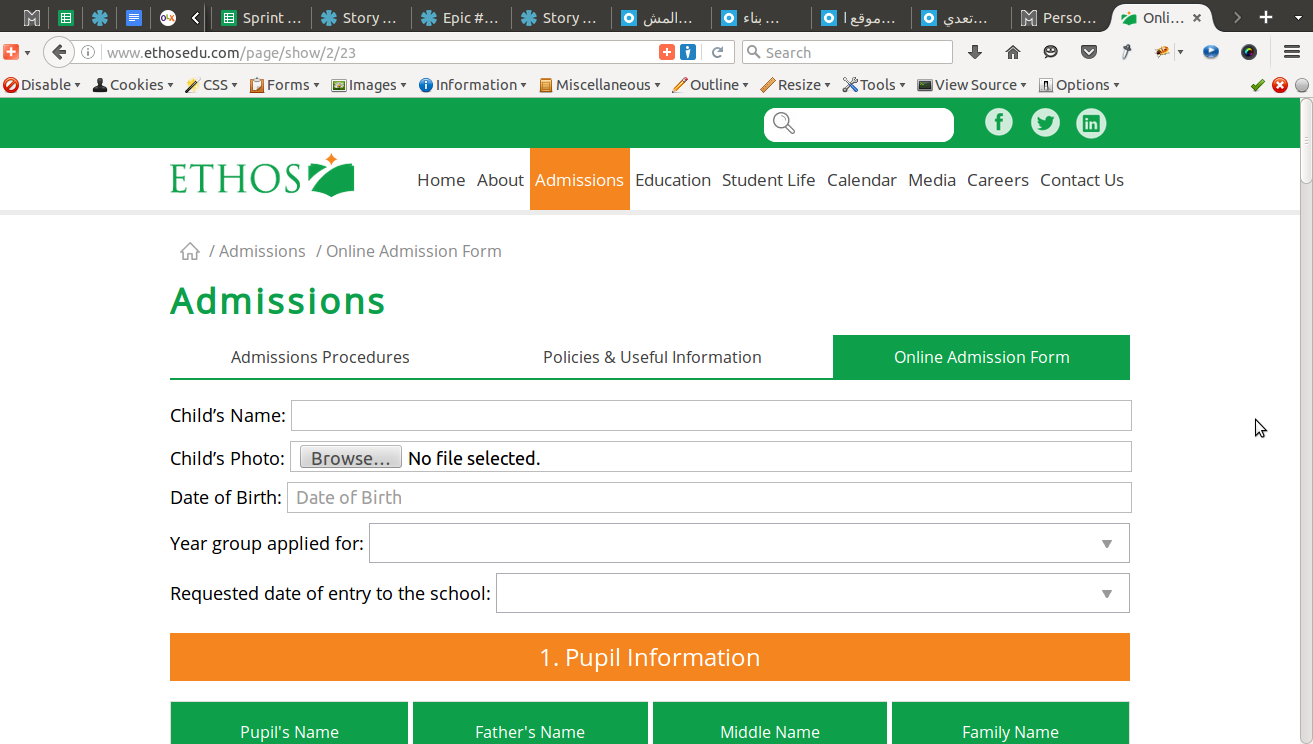 Sprint ...
Story ...
Epic #...
Story ...
المش...
بناء ...
موقع ا...
تعدي...
Perso...
Onli...
www.ethosedu.com/page/show/2/23
Search
Disable
Cookies
CSS
Forms
Images
Information
Miscellaneous
Outline
Resize
Tools
View Source
Options
ETHOS
Home
About
Admissions
Education
Student Life
Calendar
Media
Careers
Contact Us
/ Admissions / Online Admission Form
Admissions
Admissions Procedures
Policies & Useful Information
Online Admission Form
Child’s Name:
Child’s Photo: Browse... No file selected.
Date of Birth: Date of Birth
Year group applied for:
Requested date of entry to the school:
1. Pupil Information
Pupil's Name
Father's Name
Middle Name
Family Name